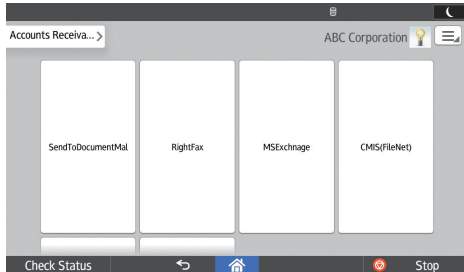 Accounts Receiva...
ABC Corporation
SendToDocumentMal
RightFax
MSExchnage
CMIS(FileNet)
Check Status
Stop